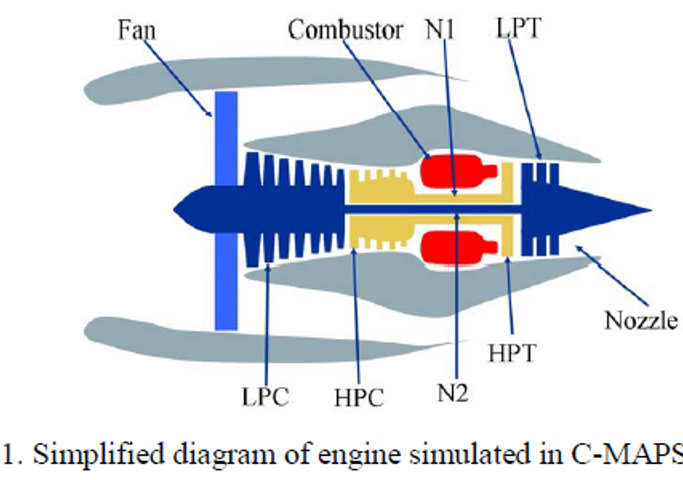 Fan
Combustor
N1
LPT
Nozzle
HPT
LPC
HPC
N2
1. Simplified diagram of engine simulated in C-MAPS